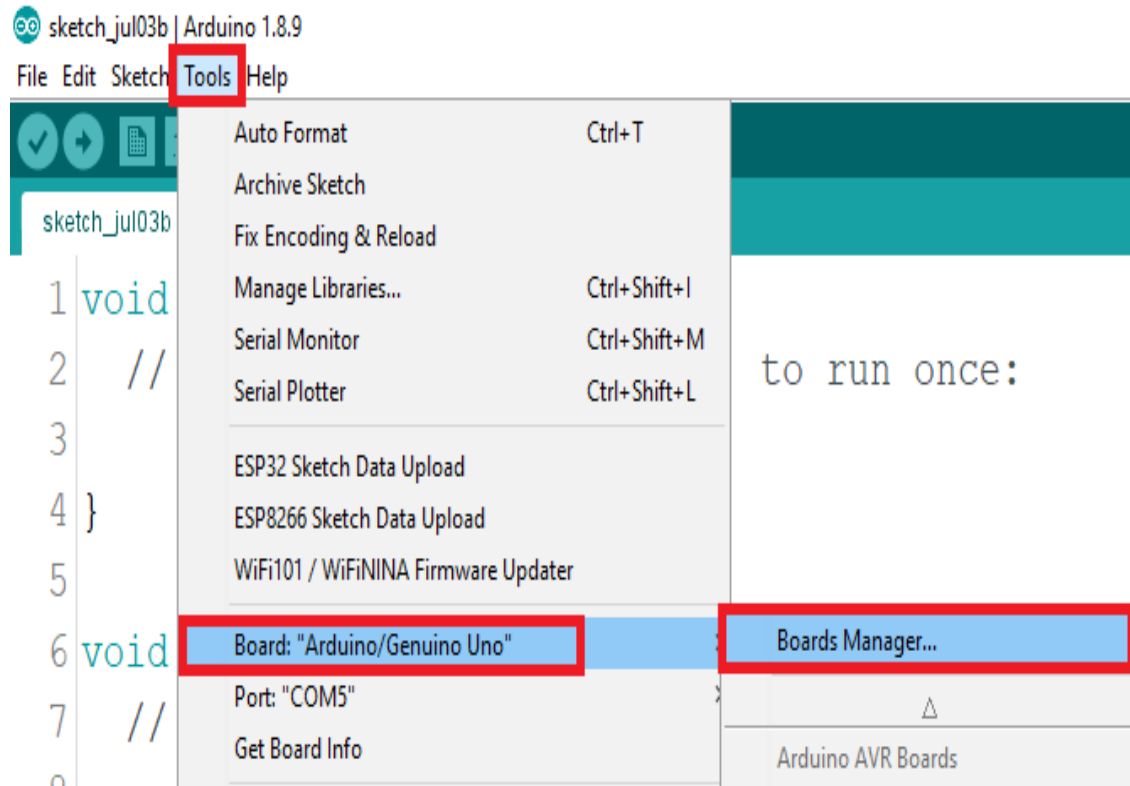 sketch_jul03b | Arduino 1.8.9
File Edit Sketch Tools Help
Auto Format Ctrl+T
Archive Sketch
sketch_jul03b
Fix Encoding & Reload
Manage Libraries... Ctrl+Shift+I
1 void
Serial Monitor Ctrl+Shift+M
2 // to run once:
Serial Plotter Ctrl+Shift+L
3
ESP32 Sketch Data Upload
4 }
ESP8266 Sketch Data Upload
WiFi101 / WiFiNINA Firmware Updater
5
6 void
Board: "Arduino/Genuino Uno"
Boards Manager...
Port: "COM5"
7 //
Get Board Info
Arduino AVR Boards